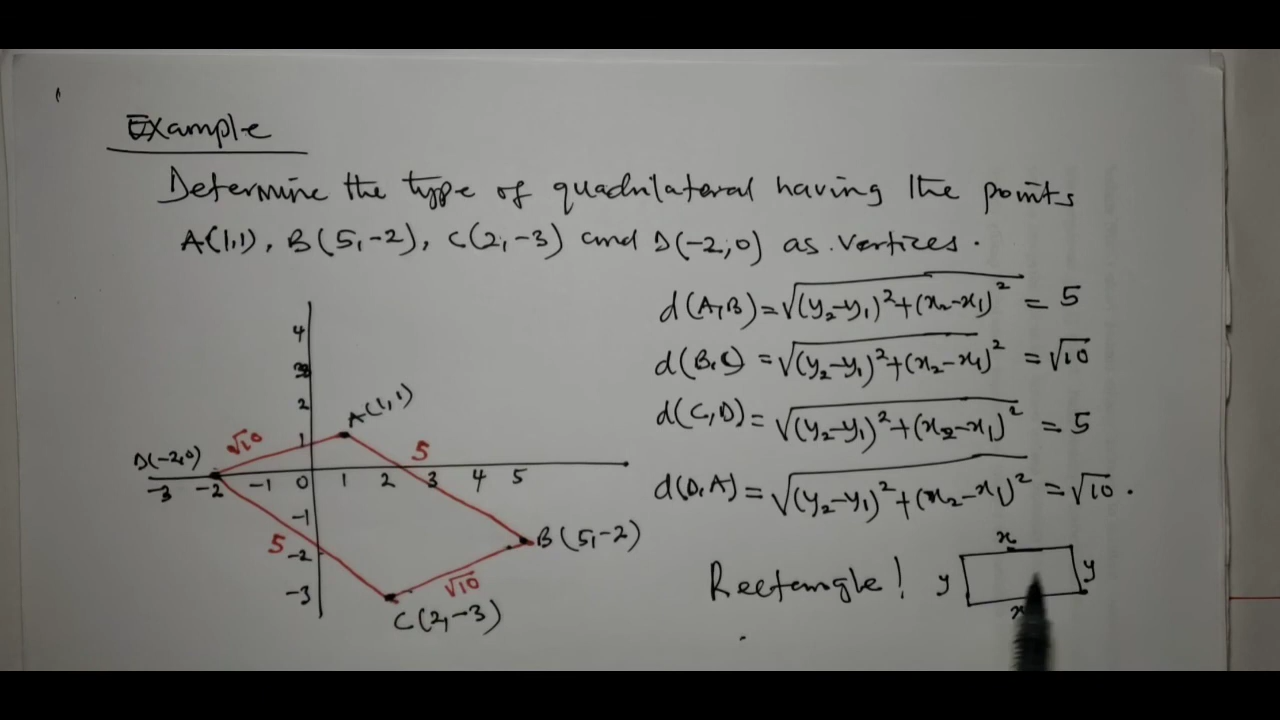 Example
Determine the type of quadrilateral having the points
A(1,1), B(5,-2), C(2,-3) and D(-2,0) as vertices.
d(A,B)=√(y₂-y₁)²+(x₂-x₁)² = 5
d(B,C) = √(y₂-y₁)²+(x₂-x₁)² = √10
d(C,D)= √(y₂-y₁)²+(x₂-x₁)² = 5
d(D,A)= √(y₂-y₁)²+(x₂-x₁)² = √10.
Rectangle!
x
y y
x
4
3
2 A(1,1)
√10 1 5
D(-2,0)
-3 -2 -1 0 1 2 3 4 5
-1
5 -2 B(5,-2)
-3 √10
C(2,-3)